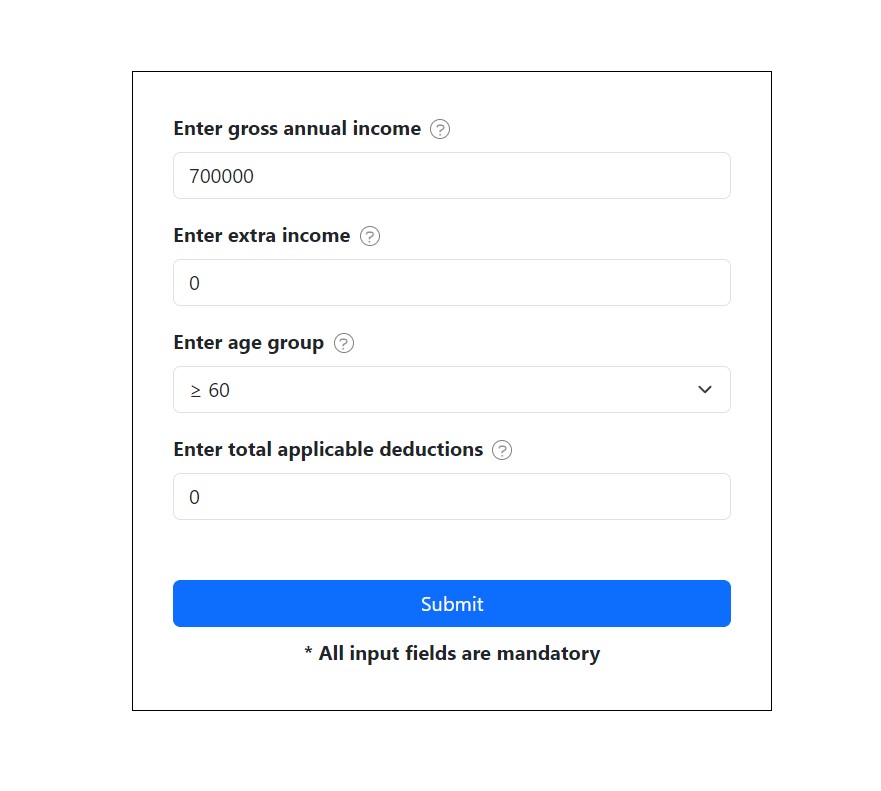 Enter gross annual income ?
700000
Enter extra income ?
0
Enter age group ?
≥ 60
Enter total applicable deductions ?
0
Submit
* All input fields are mandatory